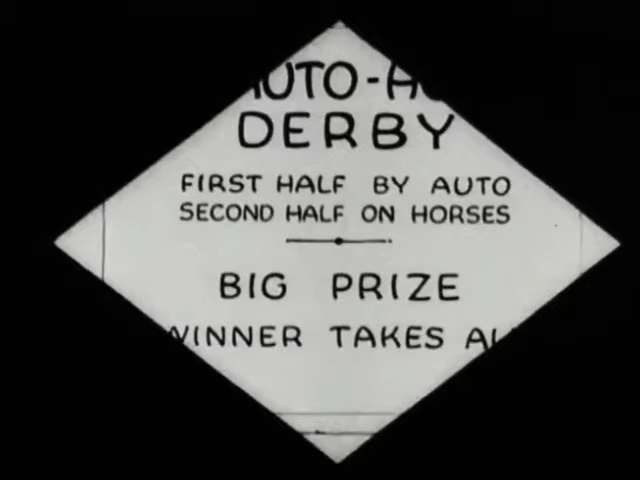 DERBY
FIRST HALF BY AUTO
SECOND HALF ON HORSES
BIG PRIZE
WINNER TAKES